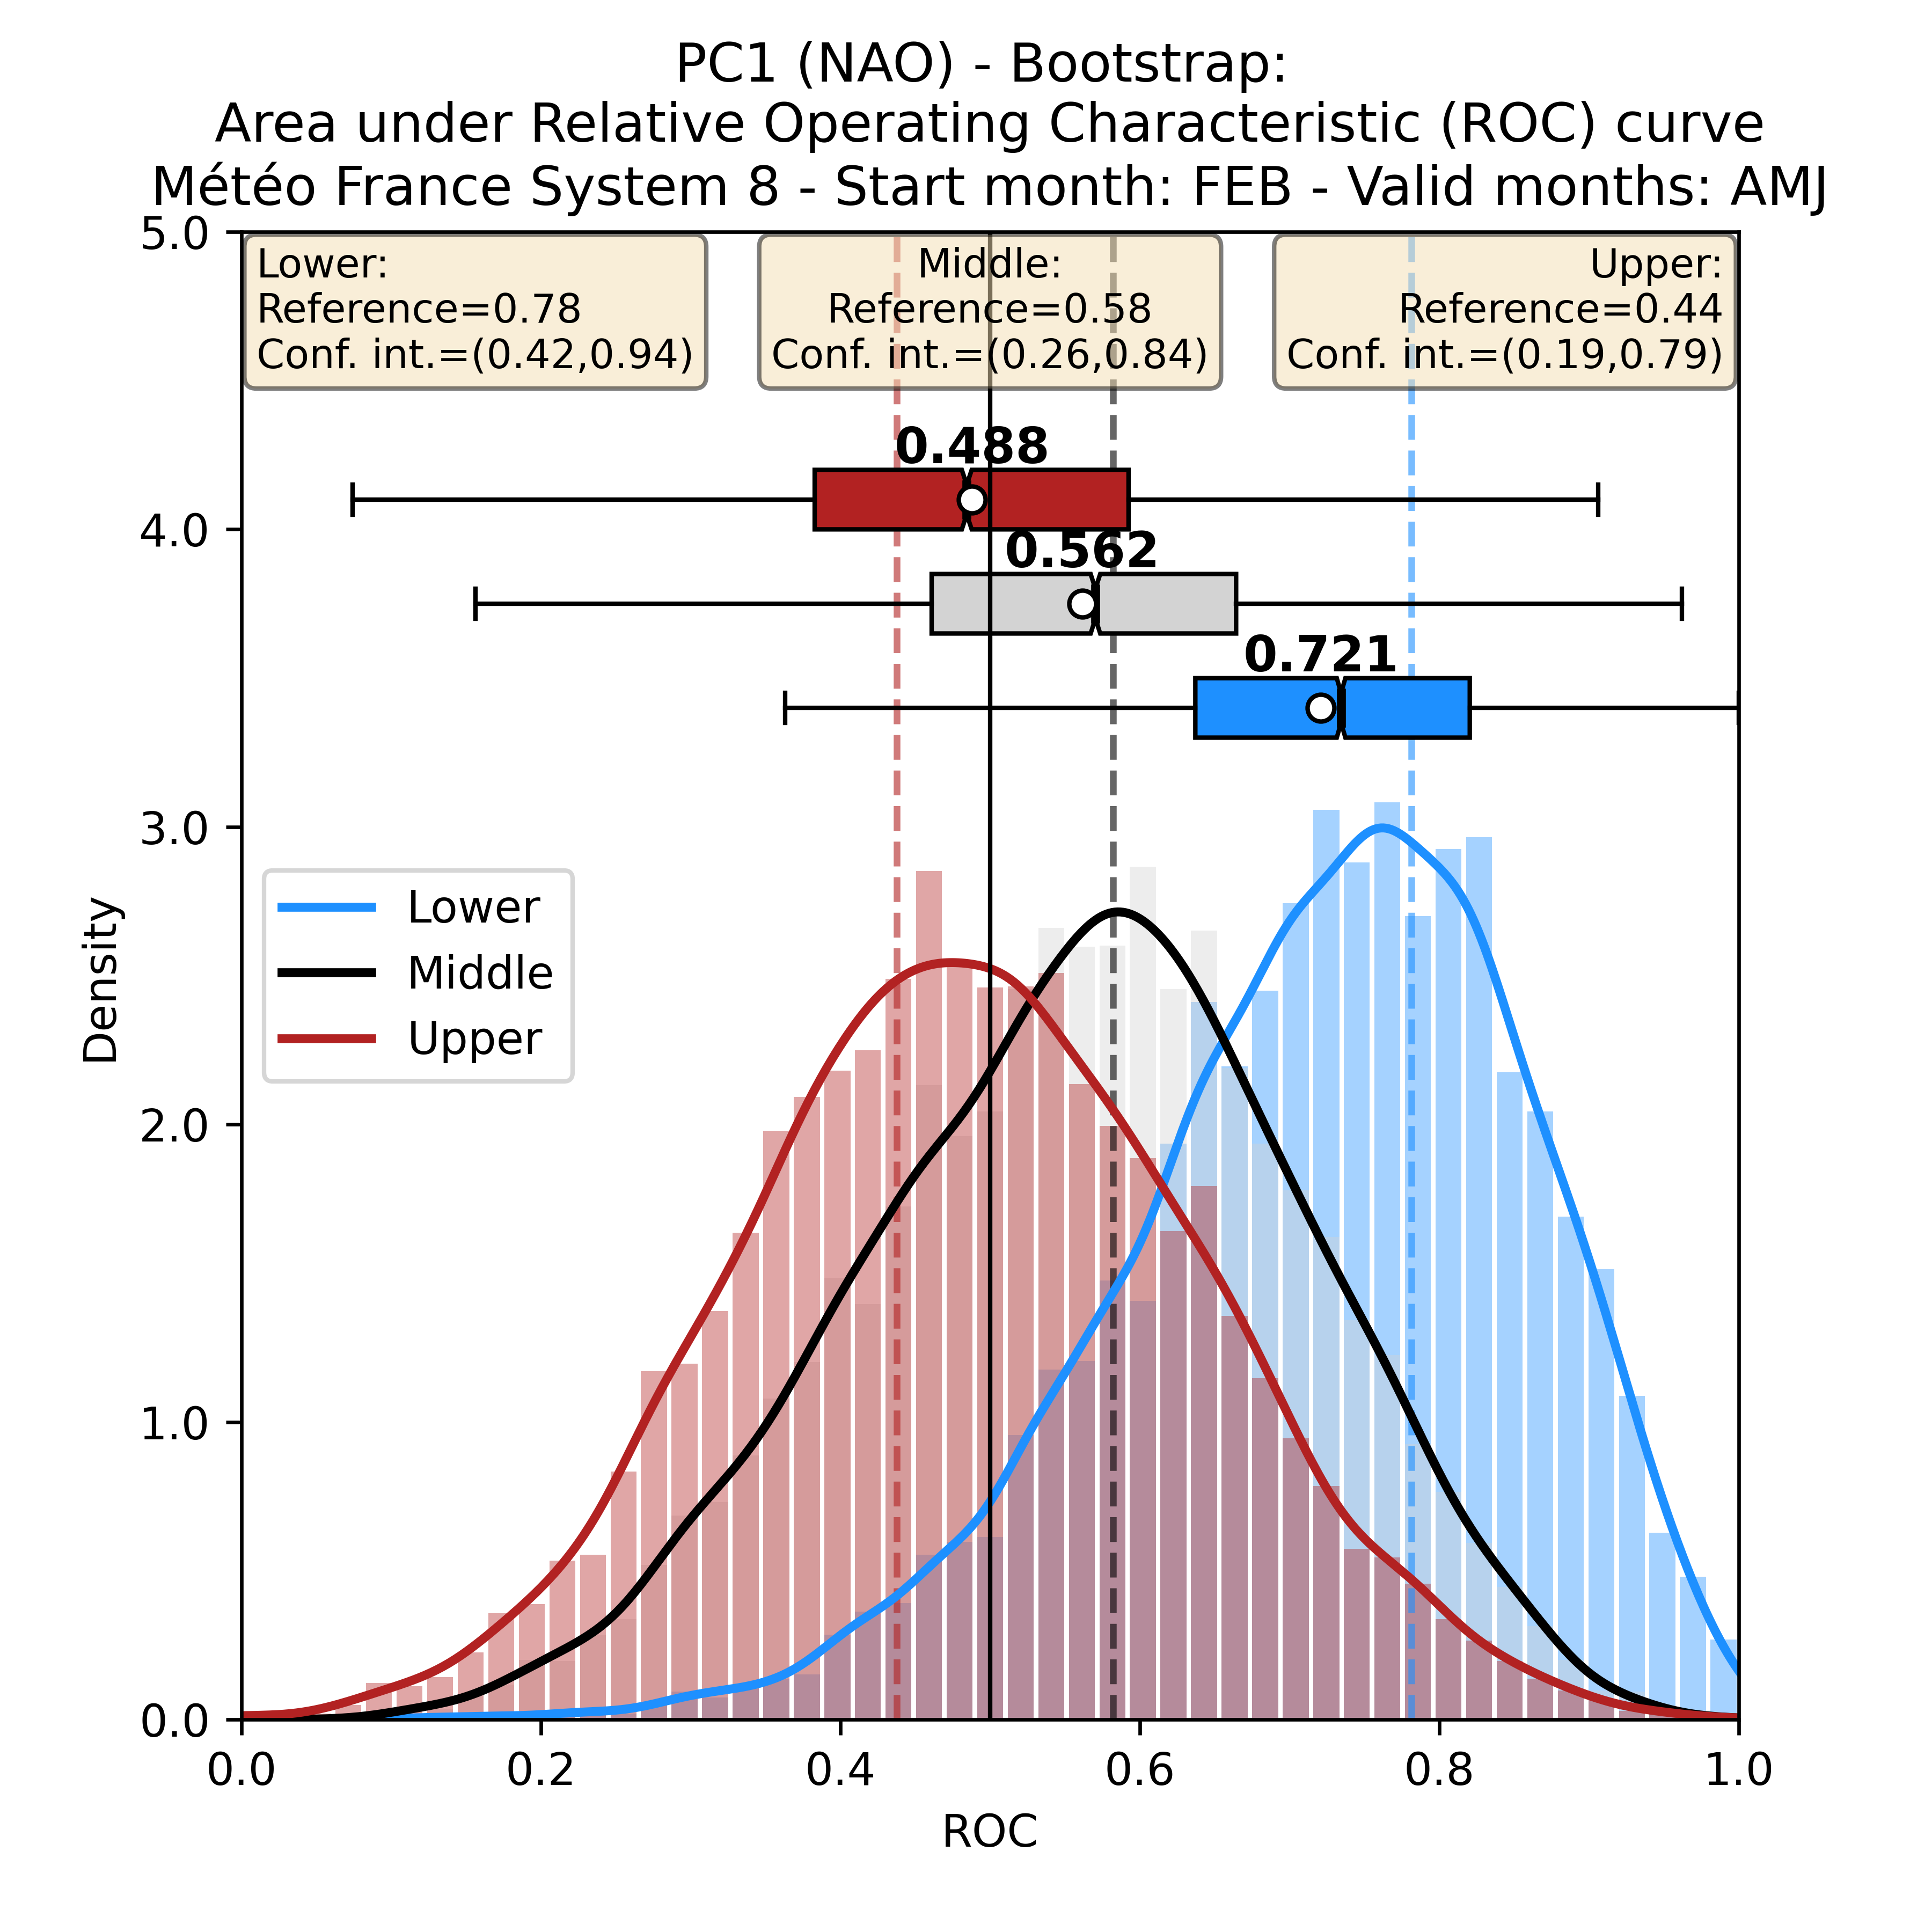 PC1 (NAO) - Bootstrap:
Area under Relative Operating Characteristic (ROC) curve
Météo France System 8 - Start month: FEB - Valid months: AMJ
5.0
Lower:
Reference=0.78
Conf. int.=(0.42,0.94)
Middle:
Reference=0.58
Conf. int.=(0.26,0.84)
Upper:
Reference=0.44
Conf. int.=(0.19,0.79)
0.488
4.0
0.562
0.721
3.0
Lower
Middle
Upper
Density
2.0
1.0
0.0
0.0 0.2 0.4 0.6 0.8 1.0
ROC